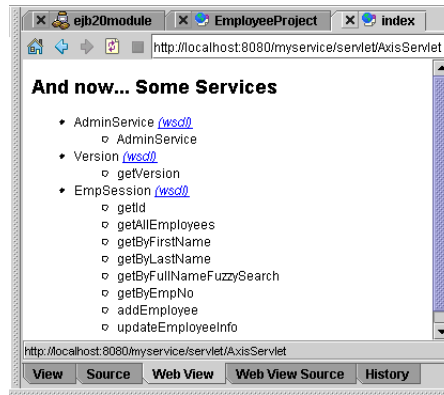 ejb20module EmployeeProject index
http://localhost:8080/myservice/servlet/AxisServlet
And now... Some Services
AdminService (wsdl)
AdminService
Version (wsdl)
getVersion
EmpSession (wsdl)
getId
getAllEmployees
getByFirstName
getByLastName
getByFullNameFuzzySearch
getByEmpNo
addEmployee
updateEmployeeInfo
http://localhost:8080/myservice/servlet/AxisServlet
View Source Web View Web View Source History